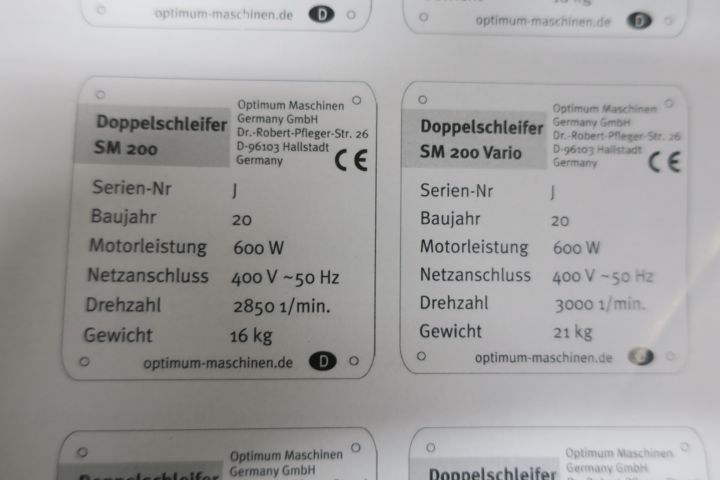 optimum-maschinen.de D
optimum-maschinen.de D
Doppelschleifer
SM 200
Optimum Maschinen
Germany GmbH
Dr.-Robert-Pfleger-Str. 26
D-96103 Hallstadt
Germany
CE
Serien-Nr J
Baujahr 20
Motorleistung 600 W
Netzanschluss 400 V ~50 Hz
Drehzahl 2850 1/min.
Gewicht 16 kg
optimum-maschinen.de D
Doppelschleifer
SM 200 Vario
Optimum Maschinen
Germany GmbH
Dr.-Robert-Pfleger-Str. 26
D-96103 Hallstadt
Germany
CE
Serien-Nr J
Baujahr 20
Motorleistung 600 W
Netzanschluss 400 V ~50 Hz
Drehzahl 3000 1/min.
Gewicht 21 kg
optimum-maschinen.de
Doppelschleifer
Optimum Maschinen
Germany GmbH
Doppelschleifer
Optimum Maschinen
Germany GmbH